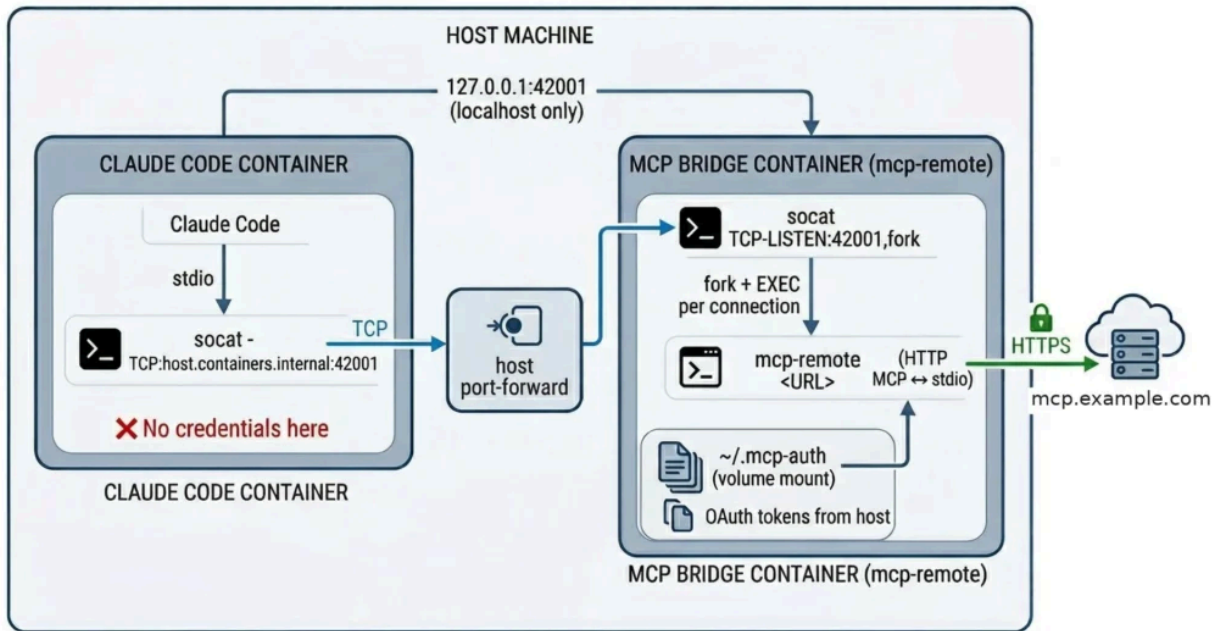 HOST MACHINE
127.0.0.1:42001
(localhost only)
CLAUDE CODE CONTAINER
Claude Code
stdio
socat -
TCP:host.containers.internal:42001
No credentials here
CLAUDE CODE CONTAINER
TCP
host
port-forward
MCP BRIDGE CONTAINER (mcp-remote)
socat
TCP-LISTEN:42001,fork
fork + EXEC
per connection
mcp-remote
<URL>
(HTTP
MCP ↔ stdio)
~/.mcp-auth
(volume mount)
OAuth tokens from host
MCP BRIDGE CONTAINER (mcp-remote)
HTTPS
mcp.example.com